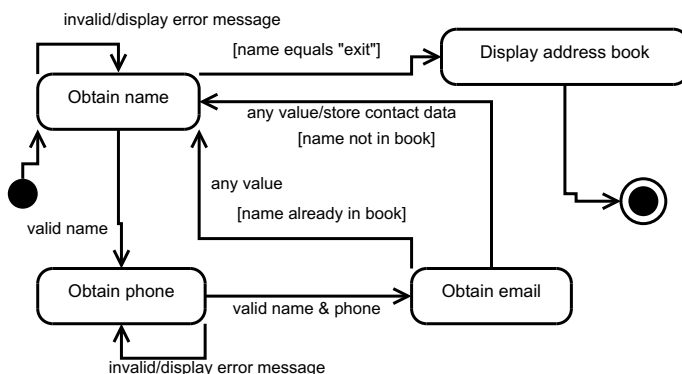 invalid/display error message
[name equals "exit"]
Display address book
Obtain name
any value/store contact data
[name not in book]
any value
[name already in book]
valid name
Obtain phone
valid name & phone
Obtain email
invalid/display error message